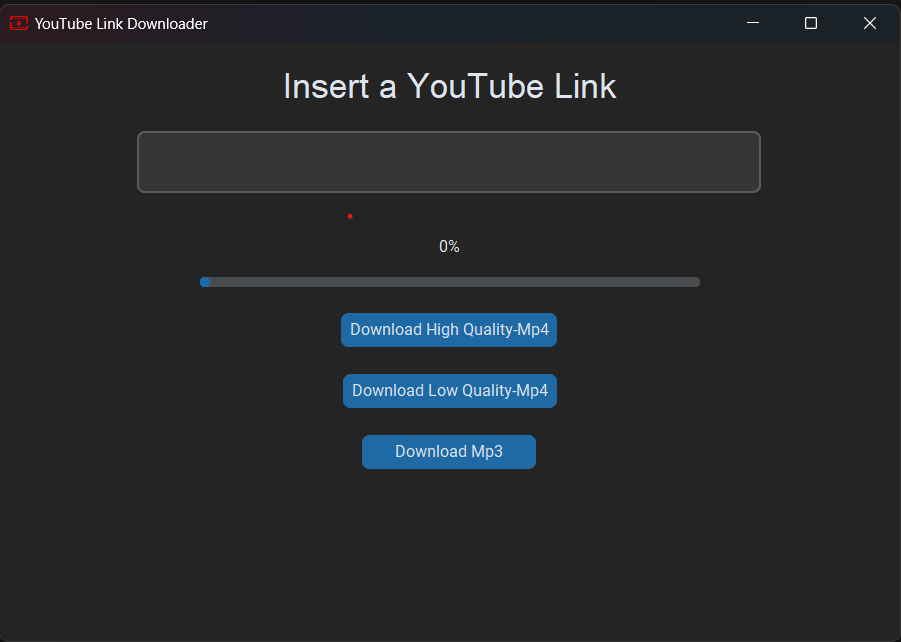 YouTube Link Downloader
Insert a YouTube Link
0%
Download High Quality-Mp4
Download Low Quality-Mp4
Download Mp3